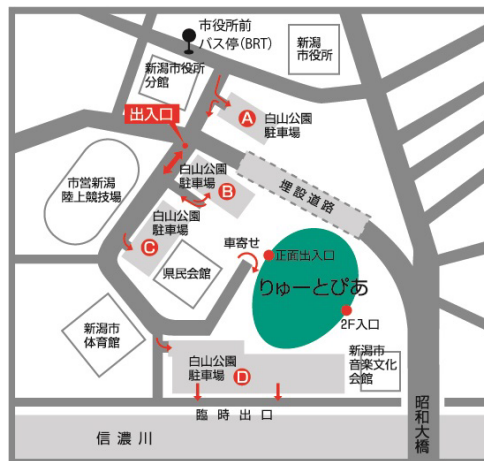 市役所前
バス停(BRT)
新潟
市役所
新潟市役所
分館
出入口
A
白山公園
駐車場
白山公園
駐車場
B
埋設道路
市営新潟
陸上競技場
白山公園
駐車場
C
車寄せ
正面出入口
県民会館
りゅーとぴあ
2F入口
新潟市
体育館
白山公園
駐車場
D
新潟市
音楽文化
会館
臨時出口
昭和大橋
信濃川